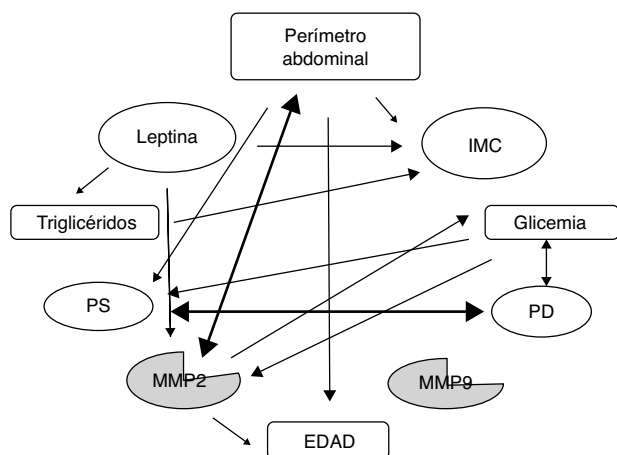 Perímetro
abdominal
Leptina
IMC
Triglicéridos
Glicemia
PS
PD
MMP2
MMP9
EDAD